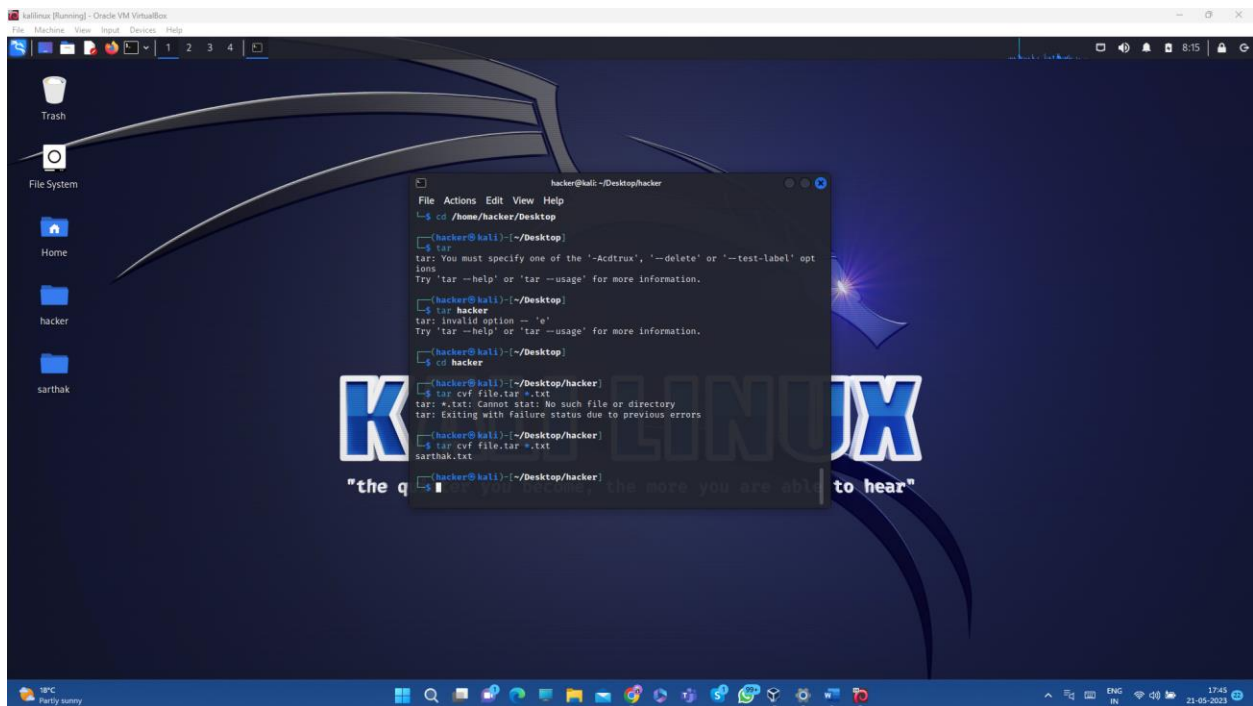 kalilinux [Running] - Oracle VM VirtualBox
File Machine View Input Devices Help
1 2 3 4
8:15
Trash
File System
Home
hacker
sarthak
hacker@kali: ~/Desktop/hacker
File Actions Edit View Help
└─$ cd /home/hacker/Desktop
┌──(hacker㉿kali)-[~/Desktop]
└─$ tar
tar: You must specify one of the '-Acdtrux', '--delete' or '--test-label' opt
ions
Try 'tar --help' or 'tar --usage' for more information.
┌──(hacker㉿kali)-[~/Desktop]
└─$ tar hacker
tar: invalid option -- 'e'
Try 'tar --help' or 'tar --usage' for more information.
┌──(hacker㉿kali)-[~/Desktop]
└─$ cd hacker
┌──(hacker㉿kali)-[~/Desktop/hacker]
└─$ tar cvf file.tar *.txt
tar: *.txt: Cannot stat: No such file or directory
tar: Exiting with failure status due to previous errors
┌──(hacker㉿kali)-[~/Desktop/hacker]
└─$ tar cvf file.tar *.txt
sarthak.txt
┌──(hacker㉿kali)-[~/Desktop/hacker]
└─$
KALI LINUX
"the quieter you become, the more you are able to hear"
18°C
Partly sunny
99+
ENG
IN
17:45
21-05-2023